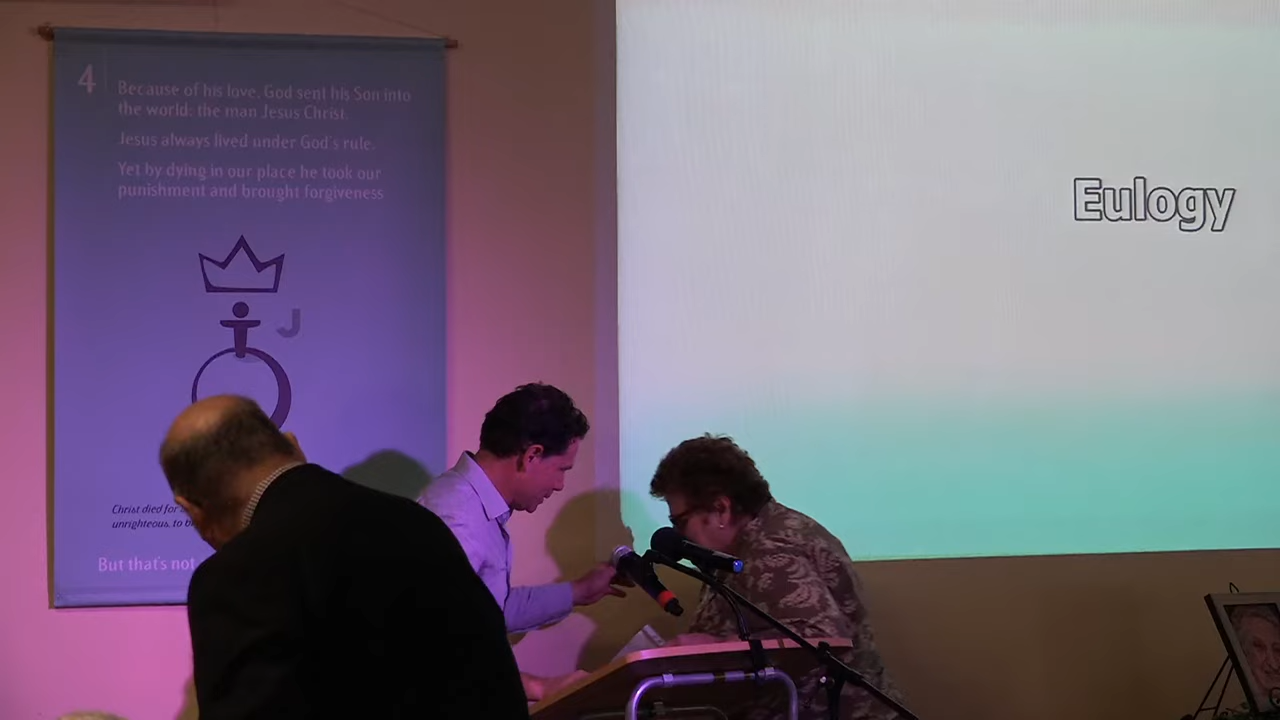 4
Because of his love, God sent his Son into
the world: the man Jesus Christ.
Jesus always lived under God's rule.
Yet by dying in our place he took our
punishment and brought forgiveness
J
Christ died for
unrighteous, to
But that's not
Eulogy